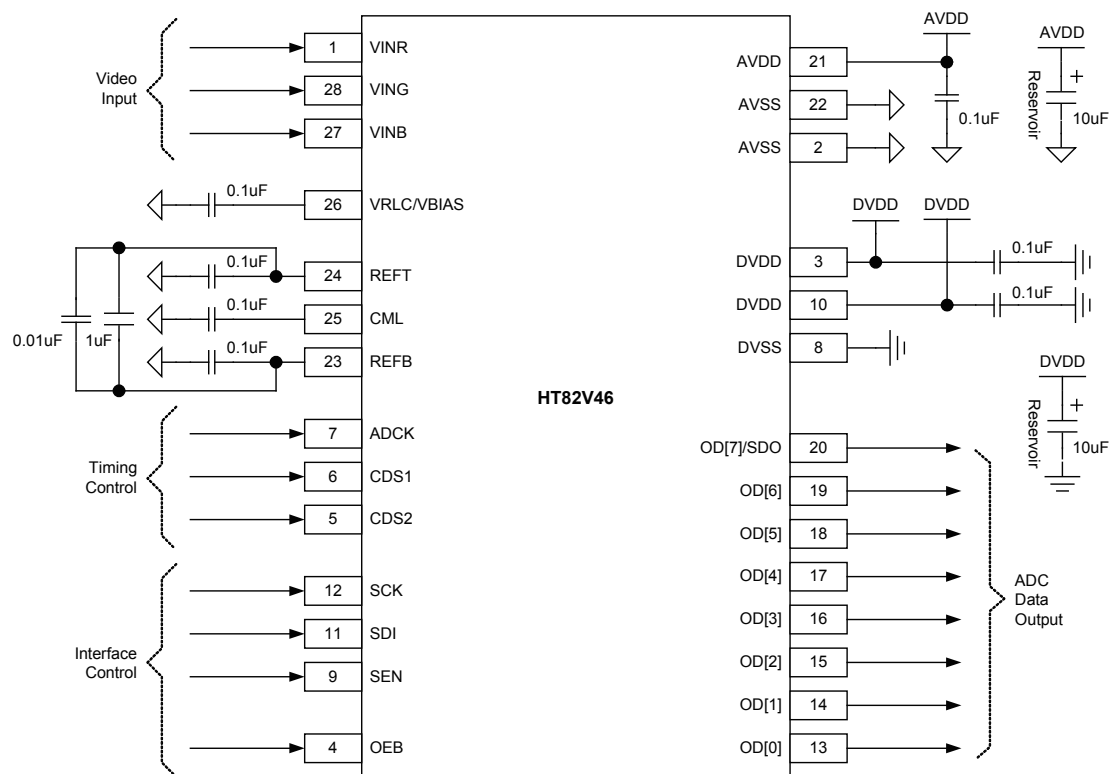 Video
Input
1 VINR
28 VING
27 VINB
0.1uF
26 VRLC/VBIAS
0.1uF
24 REFT
0.1uF
25 CML
0.1uF
23 REFB
0.01uF
1uF
Timing
Control
7 ADCK
6 CDS1
5 CDS2
Interface
Control
12 SCK
11 SDI
9 SEN
4 OEB
HT82V46
AVDD 21
AVSS 22
AVSS 2
AVDD
0.1uF
AVDD
+
Reservoir
10uF
DVDD
DVDD
DVDD 3
0.1uF
DVDD 10
0.1uF
DVSS 8
DVDD
+
Reservoir
10uF
OD[7]/SDO 20
OD[6] 19
OD[5] 18
OD[4] 17
OD[3] 16
OD[2] 15
OD[1] 14
OD[0] 13
ADC
Data
Output